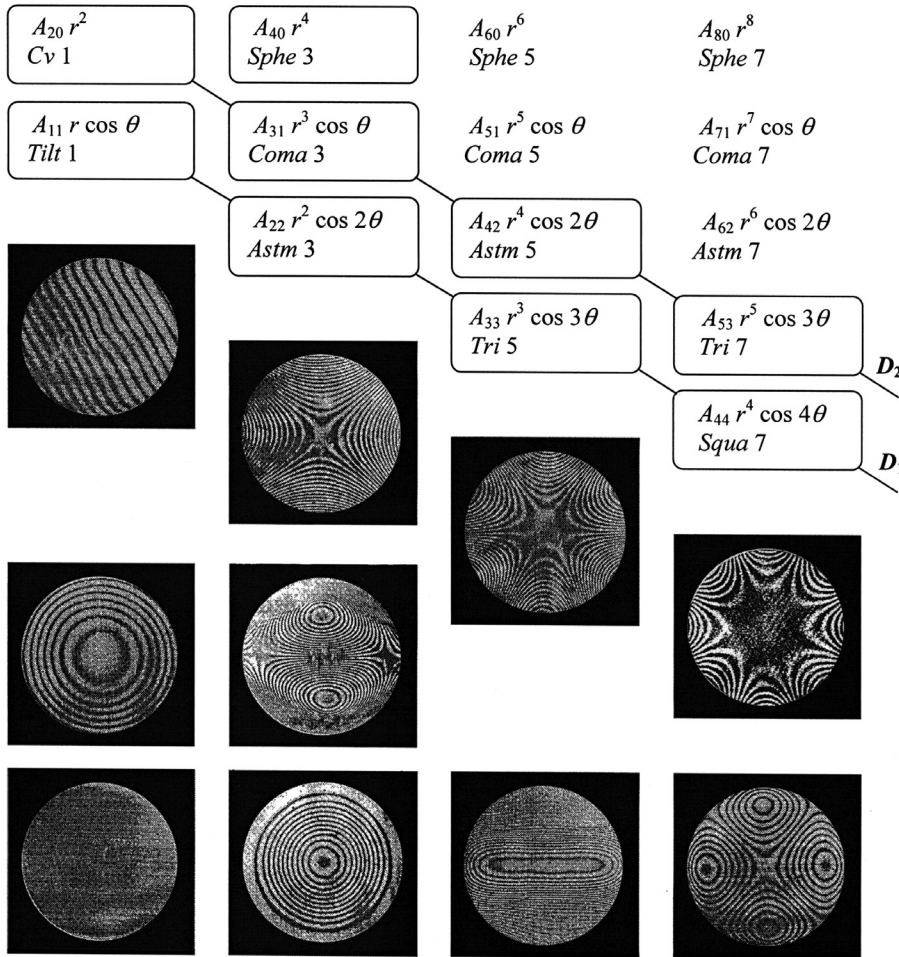 A₂₀ r² A₄₀ r⁴ A₆₀ r⁶ A₈₀ r⁸
Cv 1 Sphe 3 Sphe 5 Sphe 7
A₁₁ r cos θ A₃₁ r³ cos θ A₅₁ r⁵ cos θ A₇₁ r⁷ cos θ
Tilt 1 Coma 3 Coma 5 Coma 7
A₂₂ r² cos 2θ A₄₂ r⁴ cos 2θ A₆₂ r⁶ cos 2θ
Astm 3 Astm 5 Astm 7
A₃₃ r³ cos 3θ A₅₃ r⁵ cos 3θ
Tri 5 Tri 7
D₂
A₄₄ r⁴ cos 4θ
Squa 7